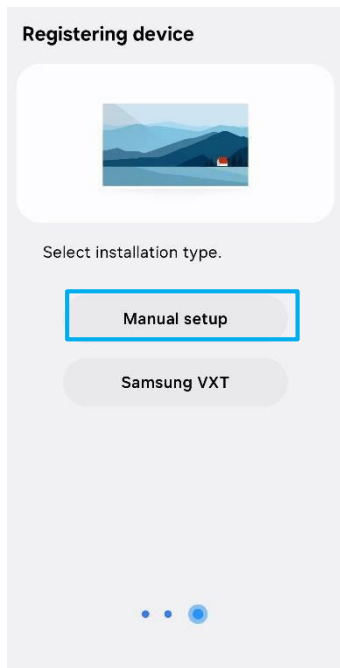 Registering device
Select installation type.
Manual setup
Samsung VXT